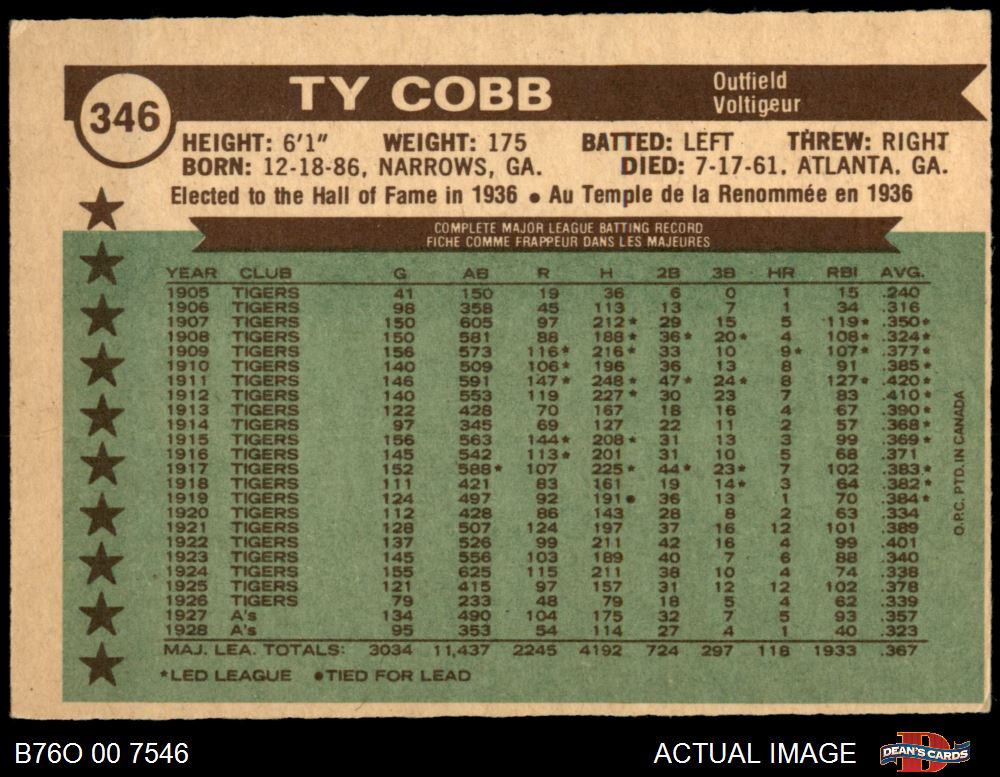 346
TY COBB
Outfield
Voltigeur
HEIGHT: 6'1" WEIGHT: 175 BATTED: LEFT THREW: RIGHT
BORN: 12-18-86, NARROWS, GA. DIED: 7-17-61. ATLANTA, GA.
Elected to the Hall of Fame in 1936 ● Au Temple de la Renommée en 1936
COMPLETE MAJOR LEAGUE BATTING RECORD
FICHE COMME FRAPPEUR DANS LES MAJEURES
YEAR CLUB G AB R H 2B 3B HR RBI AVG.
1905 TIGERS 41 150 19 36 6 0 1 15 .240
1906 TIGERS 98 358 45 113 13 7 1 34 .316
1907 TIGERS 150 605 97 212* 29 15 5 119* .350*
1908 TIGERS 150 581 88 188* 36* 20* 4 108* .324*
1909 TIGERS 156 573 116* 216* 33 10 9* 107* .377*
1910 TIGERS 140 509 106* 196 36 13 8 91 .385*
1911 TIGERS 146 591 147* 248* 47* 24* 8 127* .420*
1912 TIGERS 140 553 119 227* 30 23 7 83 .410*
1913 TIGERS 122 428 70 167 18 16 4 67 .390*
1914 TIGERS 97 345 69 127 22 11 2 57 .368*
1915 TIGERS 156 563 144* 208* 31 13 3 99 .369*
1916 TIGERS 145 542 113* 201 31 10 5 68 .371
1917 TIGERS 152 588* 107 225* 44* 23* 7 102 .383*
1918 TIGERS 111 421 83 161 19 14* 3 64 .382*
1919 TIGERS 124 497 92 191● 36 13 1 70 .384*
1920 TIGERS 112 428 86 143 28 8 2 63 .334
1921 TIGERS 128 507 124 197 37 16 12 101 .389
1922 TIGERS 137 526 99 211 42 16 4 99 .401
1923 TIGERS 145 556 103 189 40 7 6 88 .340
1924 TIGERS 155 625 115 211 38 10 4 74 .338
1925 TIGERS 121 415 97 157 31 12 12 102 .378
1926 TIGERS 79 233 48 79 18 5 4 62 .339
1927 A's 134 490 104 175 32 7 5 93 .357
1928 A's 95 353 54 114 27 4 1 40 .323
MAJ. LEA. TOTALS: 3034 11,437 2245 4192 724 297 118 1933 .367
*LED LEAGUE ●TIED FOR LEAD
O.P.C. PTD. IN CANADA
B76O 00 7546
ACTUAL IMAGE
DEAN'S CARDS